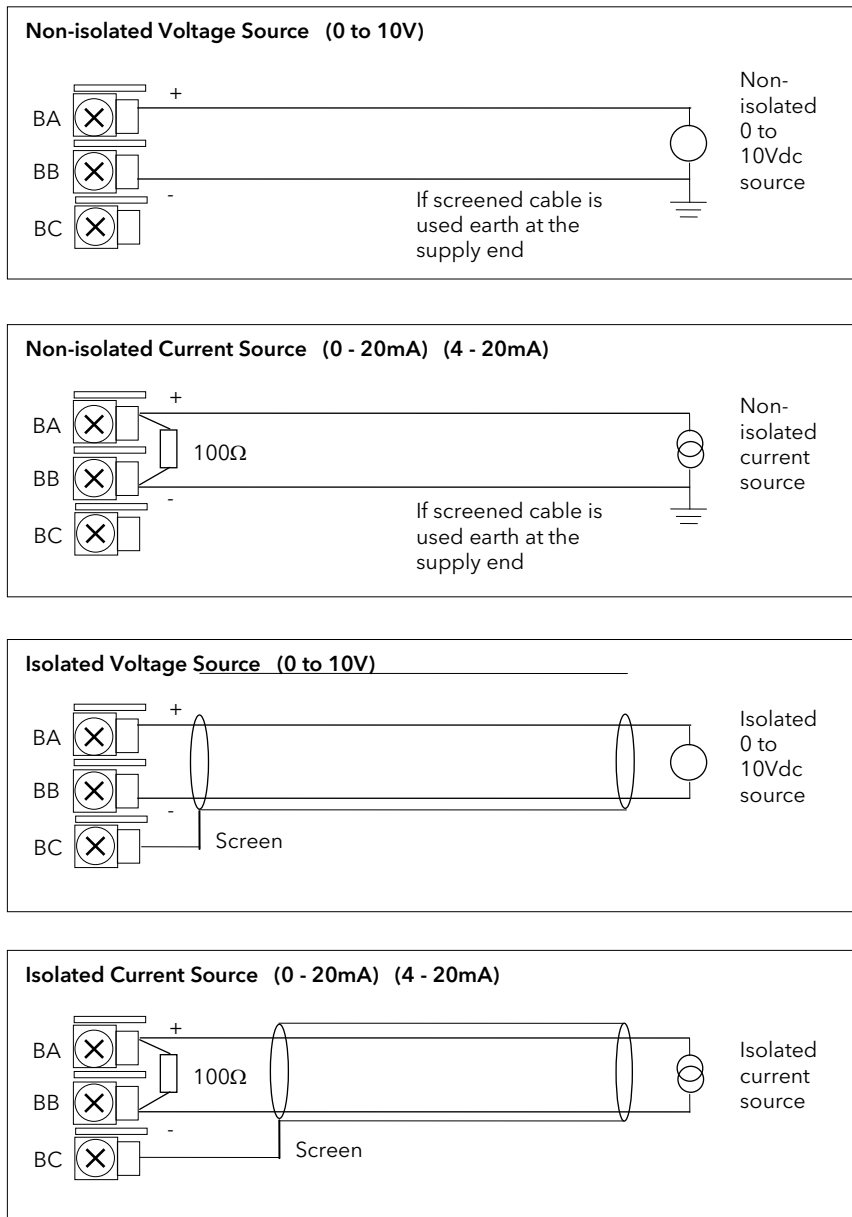 Non-isolated Voltage Source (0 to 10V)
+
BA
BB
-
BC
If screened cable is
used earth at the
supply end
Non-
isolated
0 to
10Vdc
source
Non-isolated Current Source (0 - 20mA) (4 - 20mA)
+
BA
100Ω
BB
-
BC
If screened cable is
used earth at the
supply end
Non-
isolated
current
source
Isolated Voltage Source (0 to 10V)
+
BA
BB
-
BC
Screen
Isolated
0 to
10Vdc
source
Isolated Current Source (0 - 20mA) (4 - 20mA)
+
BA
100Ω
BB
-
BC
Screen
Isolated
current
source